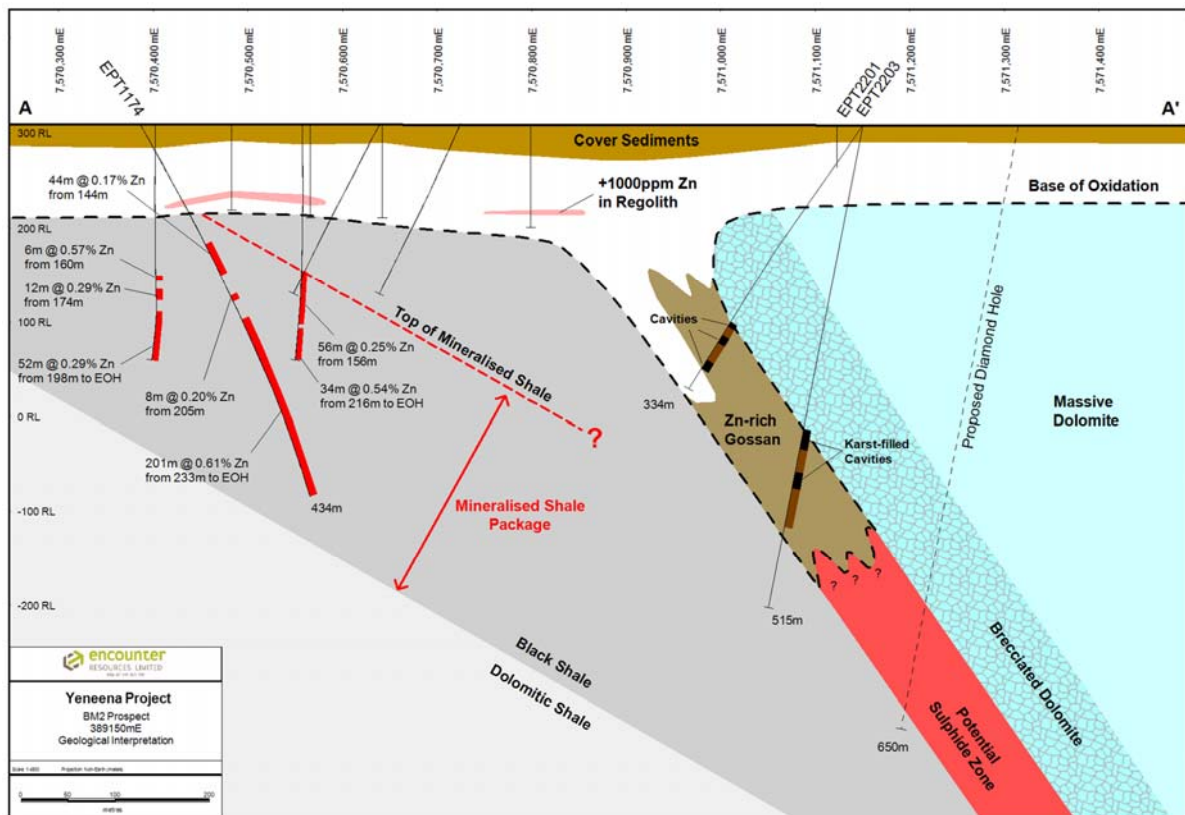 7,570,300 mE
7,570,400 mE
7,570,500 mE
7,570,600 mE
7,570,700 mE
7,570,800 mE
7,570,900 mE
7,571,000 mE
7,571,100 mE
7,571,200 mE
7,571,300 mE
7,571,400 mE
EPT1174
EPT2201
EPT2203
A
A'
300 RL
Cover Sediments
44m @ 0.17% Zn
from 144m
+1000ppm Zn
in Regolith
Base of Oxidation
200 RL
6m @ 0.57% Zn
from 160m
12m @ 0.29% Zn
from 174m
100 RL
52m @ 0.29% Zn
from 198m to EOH
Top of Mineralised Shale
56m @ 0.25% Zn
from 156m
8m @ 0.20% Zn
from 205m
34m @ 0.54% Zn
from 216m to EOH
Cavities
334m
Proposed Diamond Hole
Massive
Dolomite
0 RL
?
Zn-rich
Gossan
Karst-filled
Cavities
201m @ 0.61% Zn
from 233m to EOH
434m
Mineralised Shale
Package
-100 RL
? ? ?
-200 RL
515m
Black Shale
Dolomitic Shale
Brecciated Dolomite
Potential
Sulphide Zone
650m
encounter
RESOURCES LIMITED
Yeneena Project
BM2 Prospect
389150mE
Geological Interpretation
0 50 100 200
metres